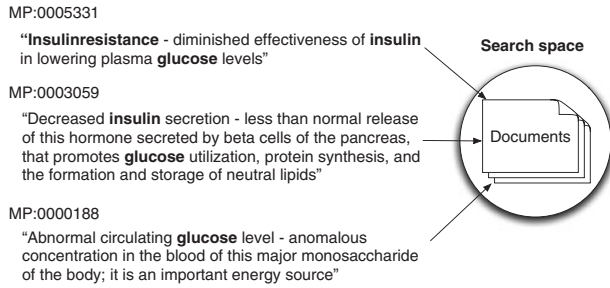 MP:0005331
“Insulinresistance - diminished effectiveness of insulin
in lowering plasma glucose levels”
Search space
MP:0003059
“Decreased insulin secretion - less than normal release
of this hormone secreted by beta cells of the pancreas,
that promotes glucose utilization, protein synthesis, and
the formation and storage of neutral lipids”
Documents
MP:0000188
“Abnormal circulating glucose level - anomalous
concentration in the blood of this major monosaccharide
of the body; it is an important energy source”